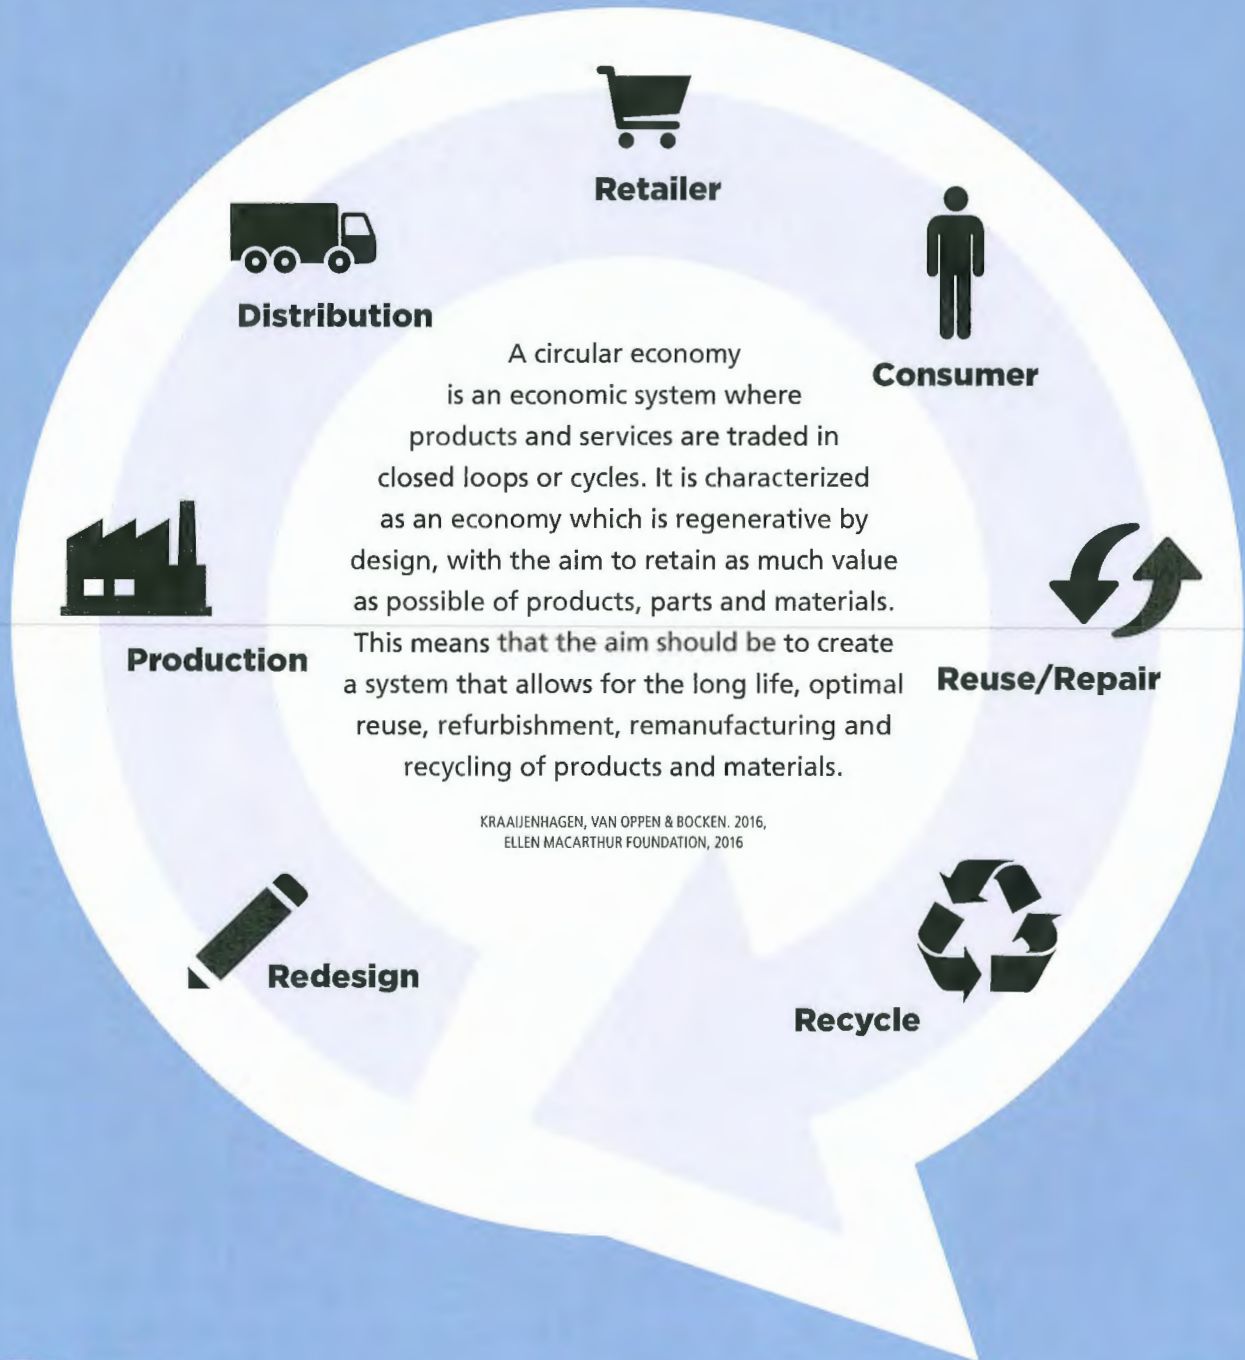 Retailer
Distribution
Consumer
A circular economy
is an economic system where
products and services are traded in
closed loops or cycles. It is characterized
as an economy which is regenerative by
design, with the aim to retain as much value
as possible of products, parts and materials.
This means that the aim should be to create
a system that allows for the long life, optimal
reuse, refurbishment, remanufacturing and
recycling of products and materials.
KRAAIJENHAGEN, VAN OPPEN & BOCKEN. 2016,
ELLEN MACARTHUR FOUNDATION, 2016
Production
Reuse/Repair
Redesign
Recycle